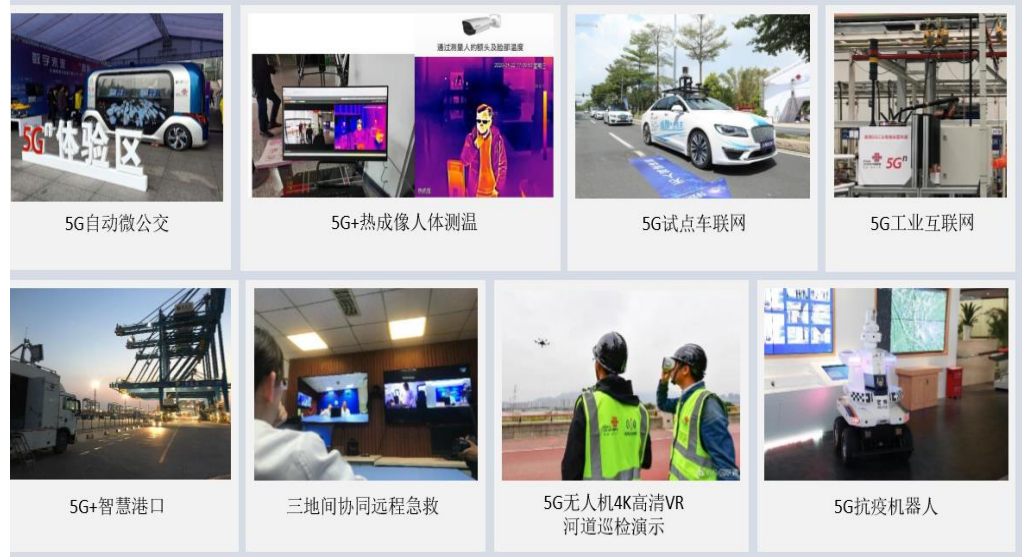 5Gⁿ 体验区
通过测量人的额头及脸部温度
5Gⁿ
5G自动微公交
5G+热成像人体测温
5G试点车联网
5G工业互联网
5G+智慧港口
三地间协同远程急救
5G无人机4K高清VR
河道巡检演示
5G抗疫机器人